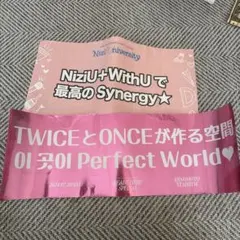 NiziU+WithUで
最高のSynergy★
TWICEとONCEが作る空間
이 곳이 Perfect World♥